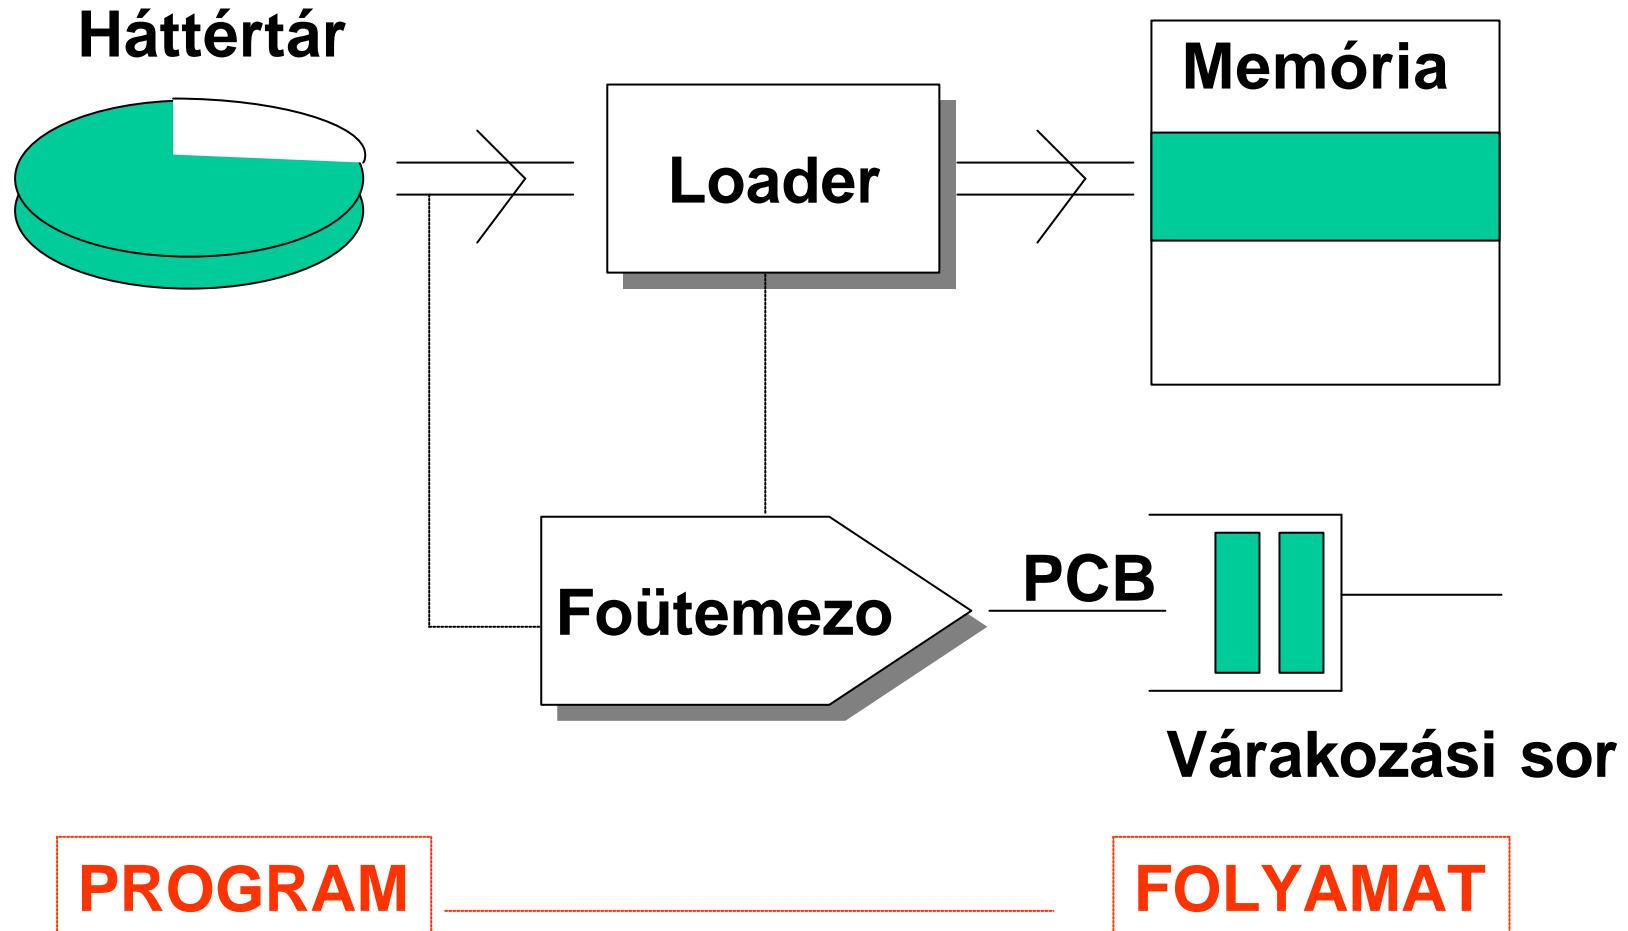 Háttértár
Memória
Loader
Foütemezo
PCB
Várakozási sor
PROGRAM
FOLYAMAT